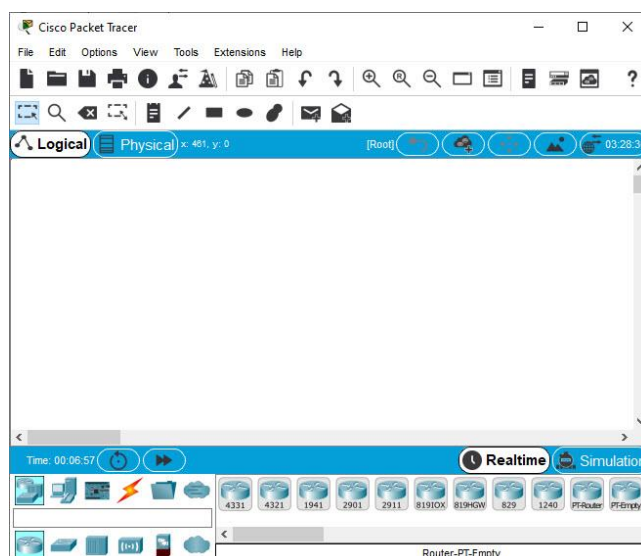 Cisco Packet Tracer
File Edit Options View Tools Extensions Help
Logical Physical x: 461, y: 0 [Root] 03:28:3
Time: 00:06:57 Realtime Simulation
4331 4321 1941 2901 2911 819IOX 819HGW 829 1240 PT-Router PT-Empty
Router-PT-Empty